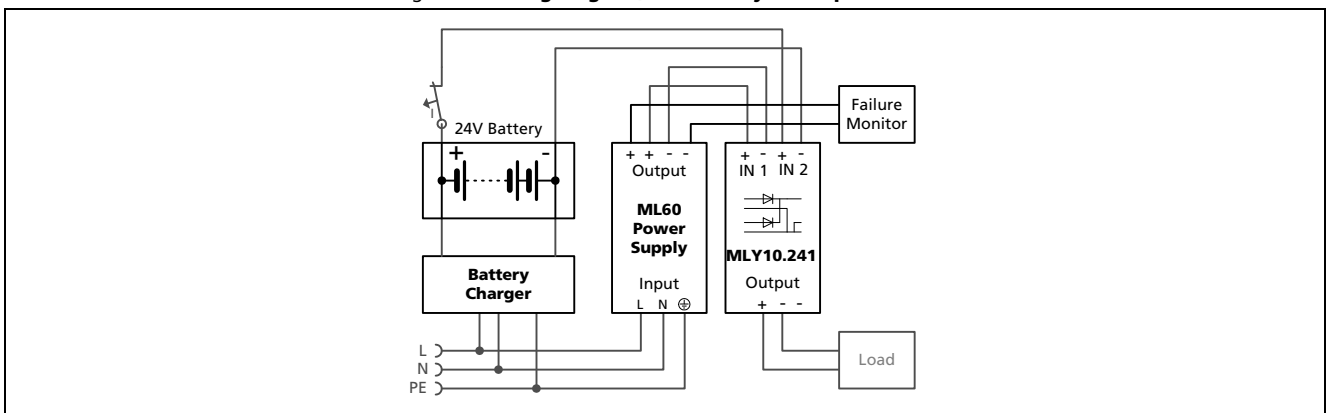 24V Battery
+ -
Battery
Charger
+ + - -
Output
ML60
Power
Supply
Input
L N
+ - + -
IN 1 IN 2
MLY10.241
Output
+ - -
Failure
Monitor
Load
L
N
PE
I